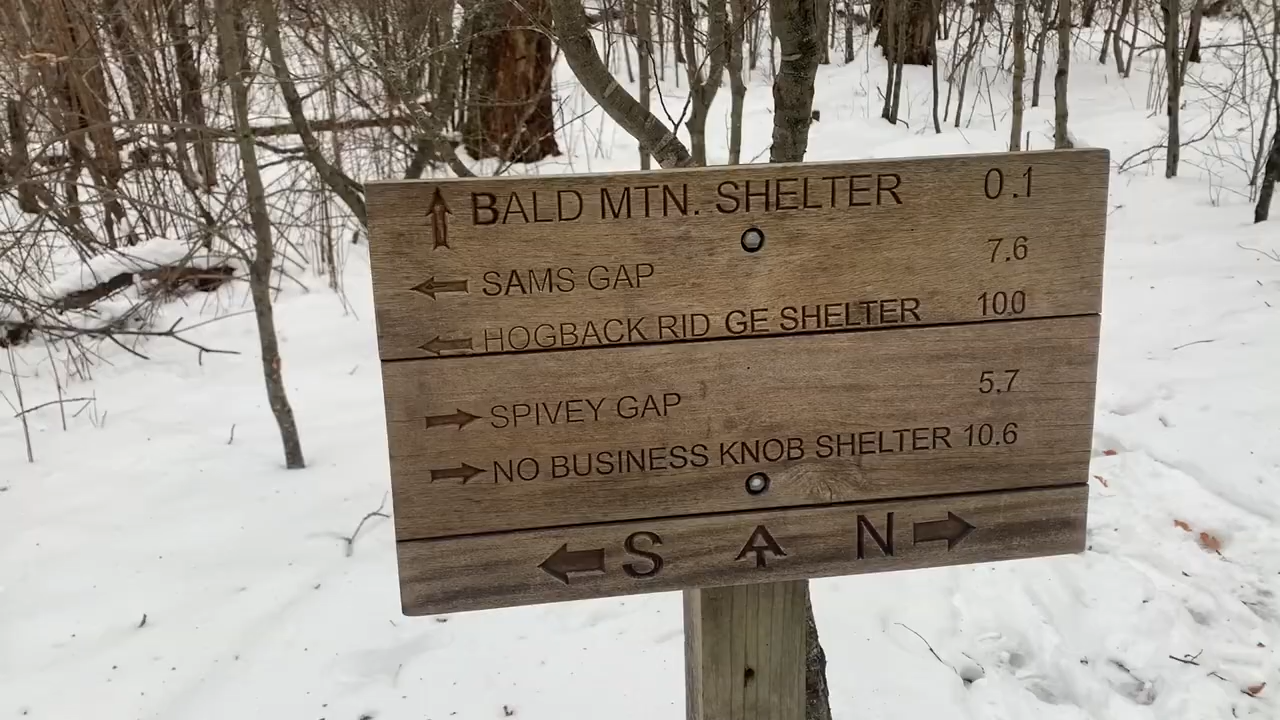 BALD MTN. SHELTER 0.1
SAMS GAP 7.6
HOGBACK RID GE SHELTER 10.0
SPIVEY GAP 5.7
NO BUSINESS KNOB SHELTER 10.6
S N